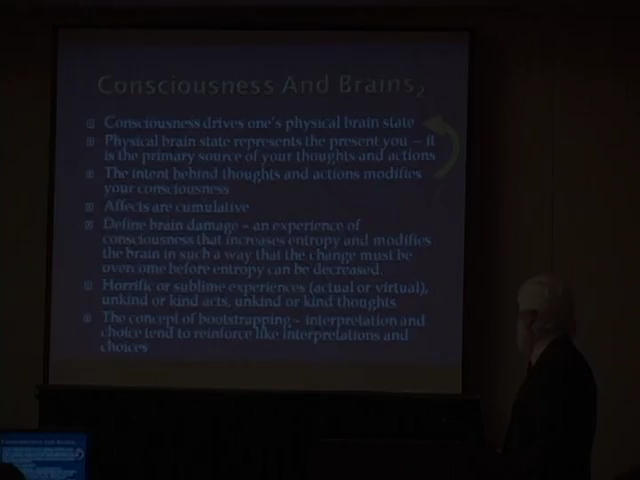 Consciousness And Brains2
Consciousness drives one's physical brain state
Physical brain state represents the present you – it
is the primary source of your thoughts and actions
The intent behind thoughts and actions modifies
your consciousness
Affects are cumulative
Define brain damage – an experience of
consciousness that increases entropy and modifies
the brain in such a way that the change must be
overcome before entropy can be decreased.
Horrific or sublime experiences (actual or virtual),
unkind or kind acts, unkind or kind thoughts
The concept of bootstrapping – interpretation and
choice tend to reinforce like interpretations and
choices
Consciousness And Brains